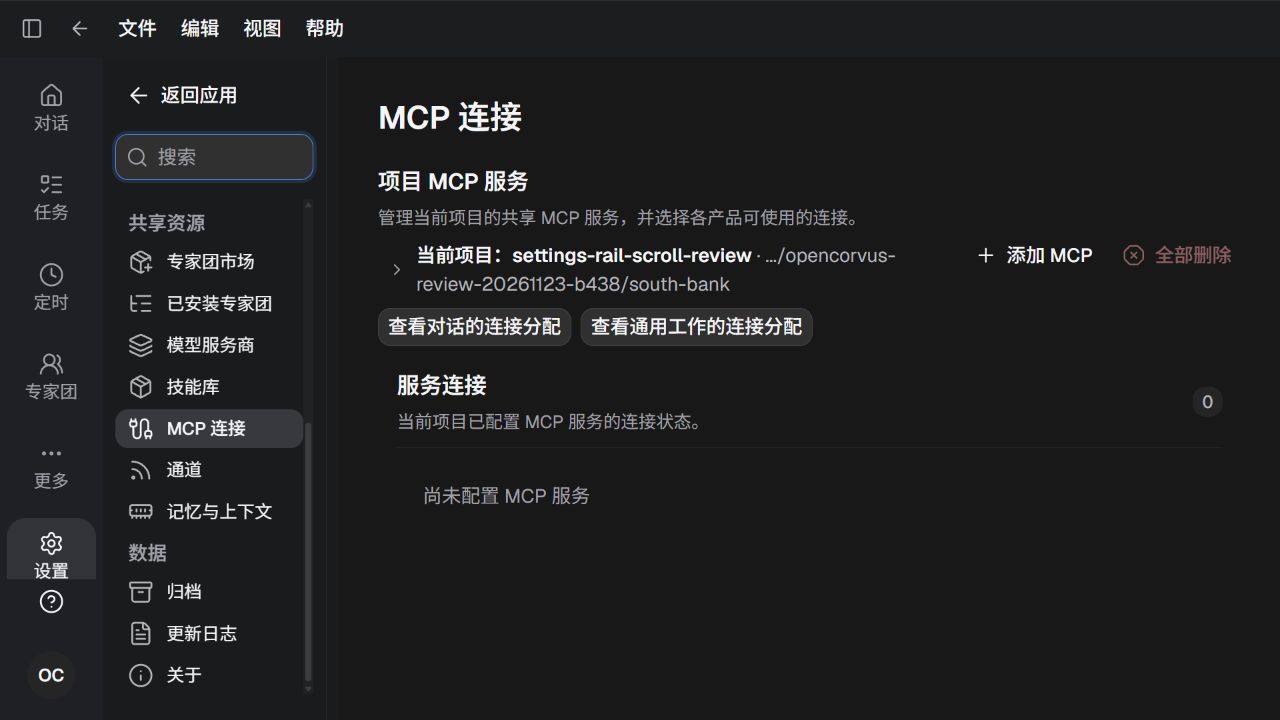 文件 编辑 视图 帮助
对话
任务
定时
专家团
更多
设置
OC
返回应用
搜索
共享资源
专家团市场
已安装专家团
模型服务商
技能库
MCP 连接
通道
记忆与上下文
数据
归档
更新日志
关于
MCP 连接
项目 MCP 服务
管理当前项目的共享 MCP 服务，并选择各产品可使用的连接。
当前项目：settings-rail-scroll-review · .../opencorvus-
review-20261123-b438/south-bank
添加 MCP
全部删除
查看对话的连接分配
查看通用工作的连接分配
服务连接
当前项目已配置 MCP 服务的连接状态。
0
尚未配置 MCP 服务